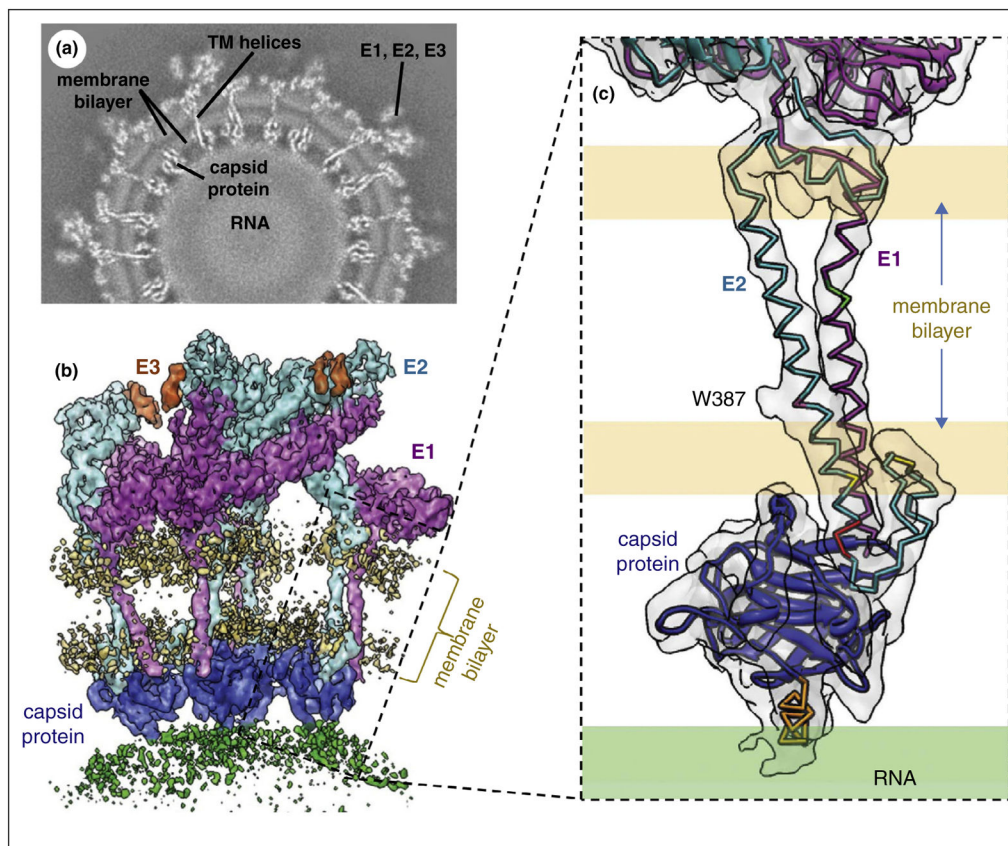 (a)
TM helices
E1, E2, E3
membrane
bilayer
capsid
protein
RNA
(b)
E3
E2
E1
membrane
bilayer
capsid
protein
(c)
E2
E1
membrane
bilayer
W387
capsid
protein
RNA